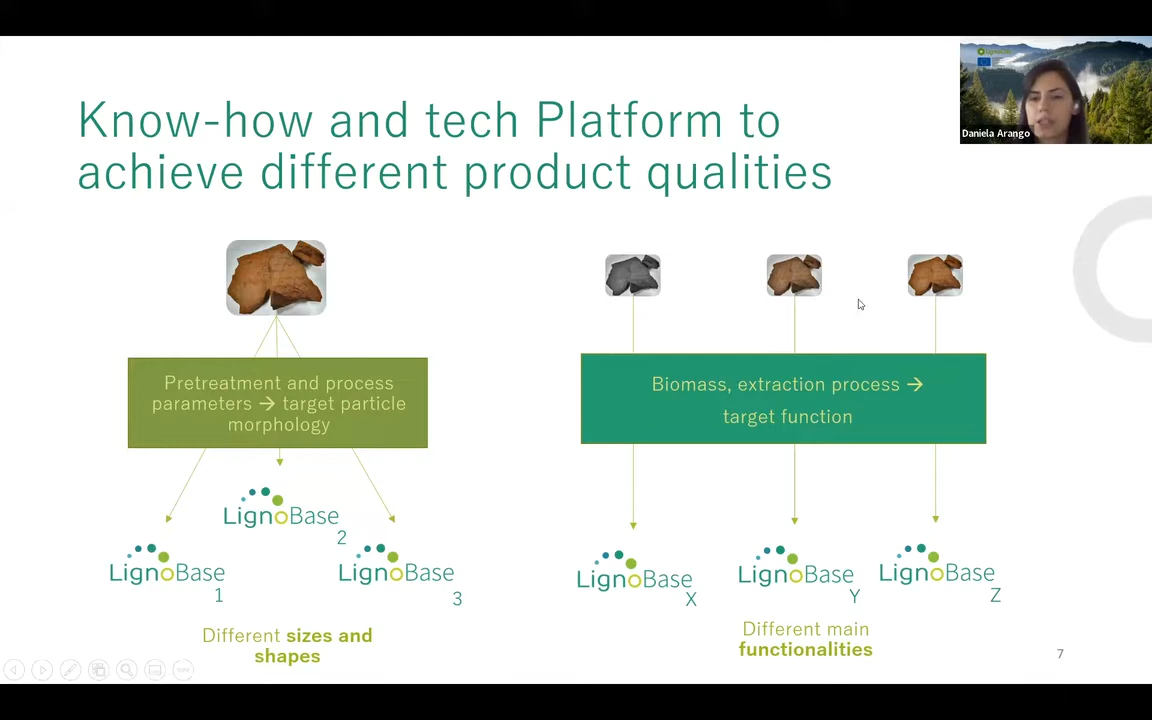 Daniela Arango
Know-how and tech Platform to
achieve different product qualities
Pretreatment and process
parameters → target particle
morphology
LignoBase
2
LignoBase
1
LignoBase
3
Different sizes and
shapes
Biomass, extraction process →
target function
LignoBase
X
LignoBase
Y
LignoBase
Z
Different main
functionalities
7